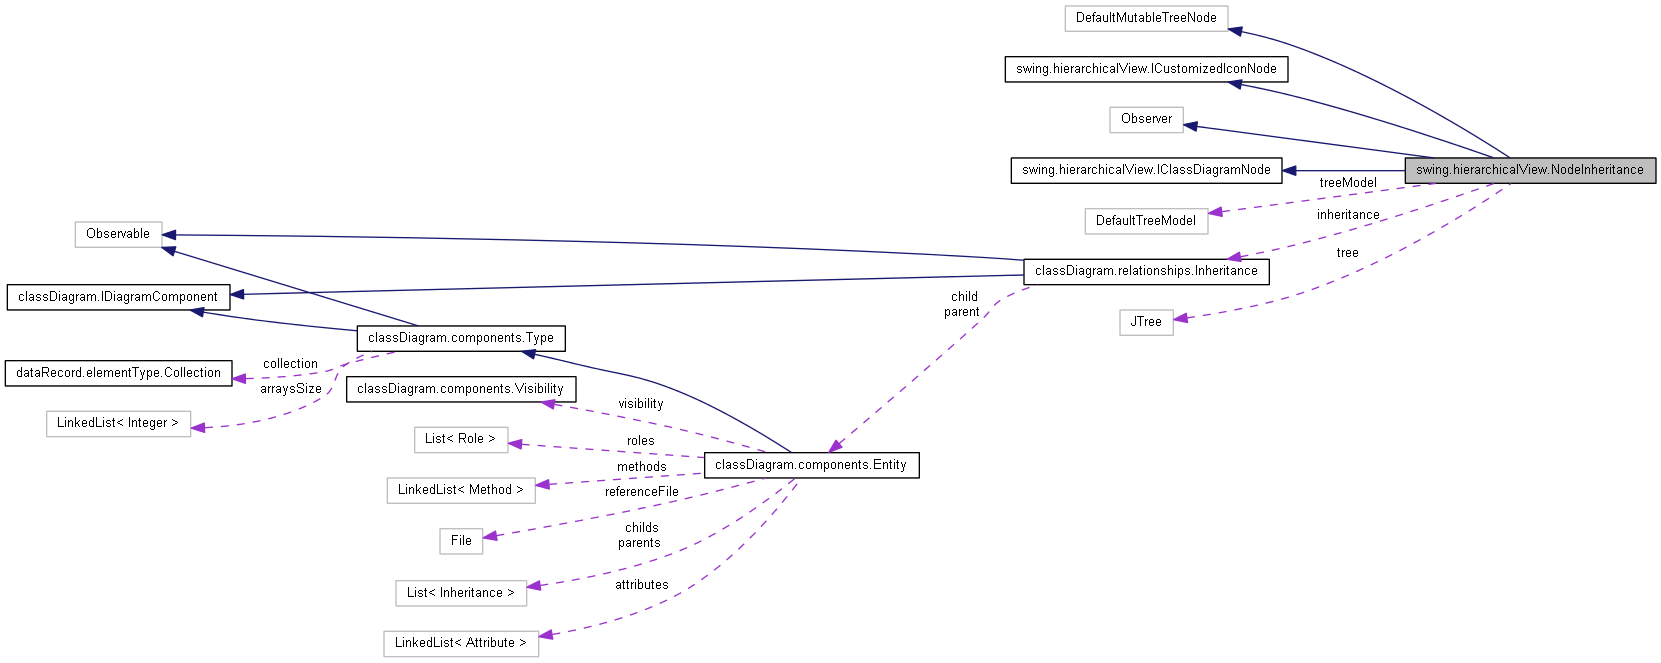 DefaultMutableTreeNode
swing.hierarchicalView.ICustomizedIconNode
Observer
swing.hierarchicalView.IClassDiagramNode
swing.hierarchicalView.NodeInheritance
treeModel
DefaultTreeModel
inheritance
tree
Observable
classDiagram.relationships.Inheritance
classDiagram.IDiagramComponent
child
parent
JTree
classDiagram.components.Type
collection
dataRecord.elementType.Collection
arraysSize
classDiagram.components.Visibility
visibility
LinkedList< Integer >
List< Role >
roles
methods
classDiagram.components.Entity
LinkedList< Method >
referenceFile
File
childs
parents
List< Inheritance >
attributes
LinkedList< Attribute >